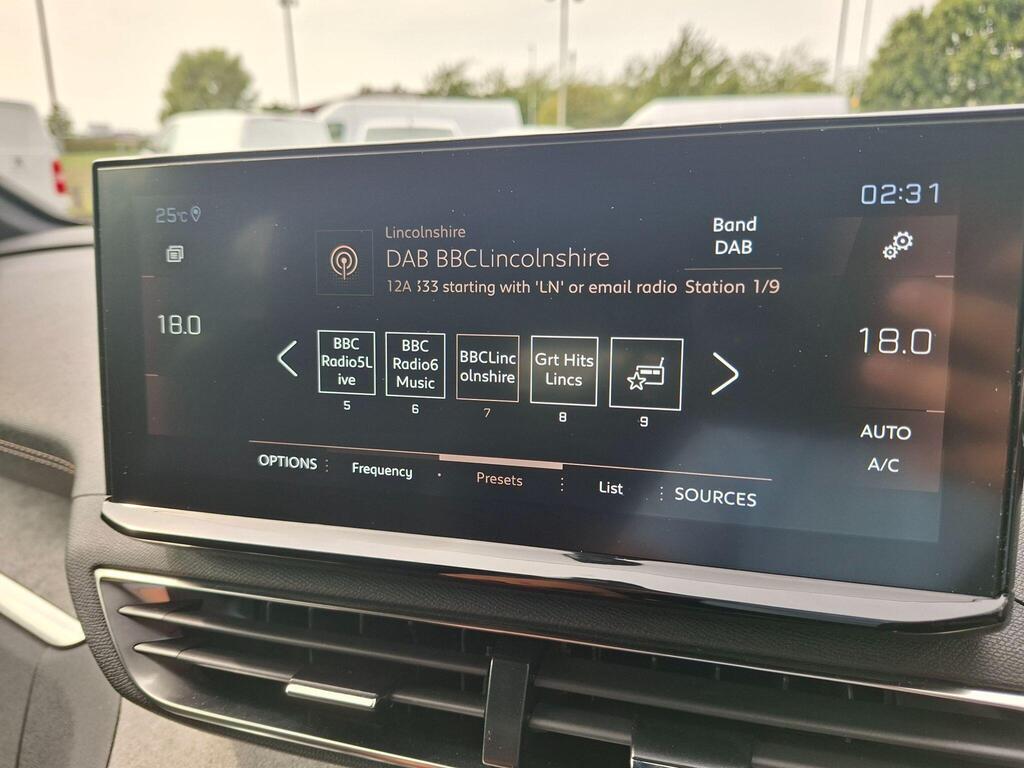 25°C
02:31
Lincolnshire
DAB BBCLincolnshire
12A 333 starting with 'LN' or email radio
Band
DAB
Station 1/9
18.0
18.0
BBC
Radio5L
ive
5
BBC
Radio6
Music
6
BBCLinc
olnshire
7
Grt Hits
Lincs
8
9
AUTO
A/C
OPTIONS
Frequency
Presets
List
SOURCES